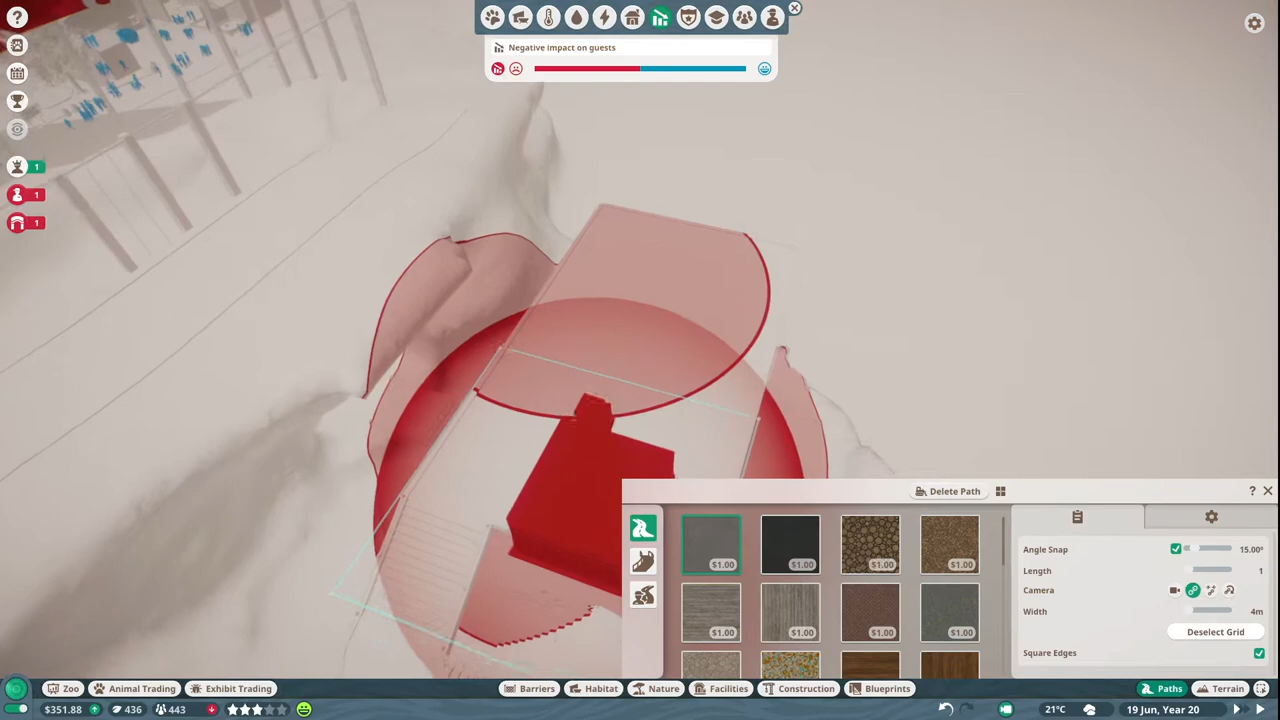 ?
Negative impact on guests
1
1
1
Delete Path
?
$1.00
$1.00
$1.00
$1.00
$1.00
$1.00
$1.00
$1.00
Angle Snap
15.00°
Length
1
Camera
Width
4m
Deselect Grid
Square Edges
Zoo
Animal Trading
Exhibit Trading
Barriers
Habitat
Nature
Facilities
Construction
Blueprints
Paths
Terrain
$351.88
436
443
21°C
19 Jun, Year 20